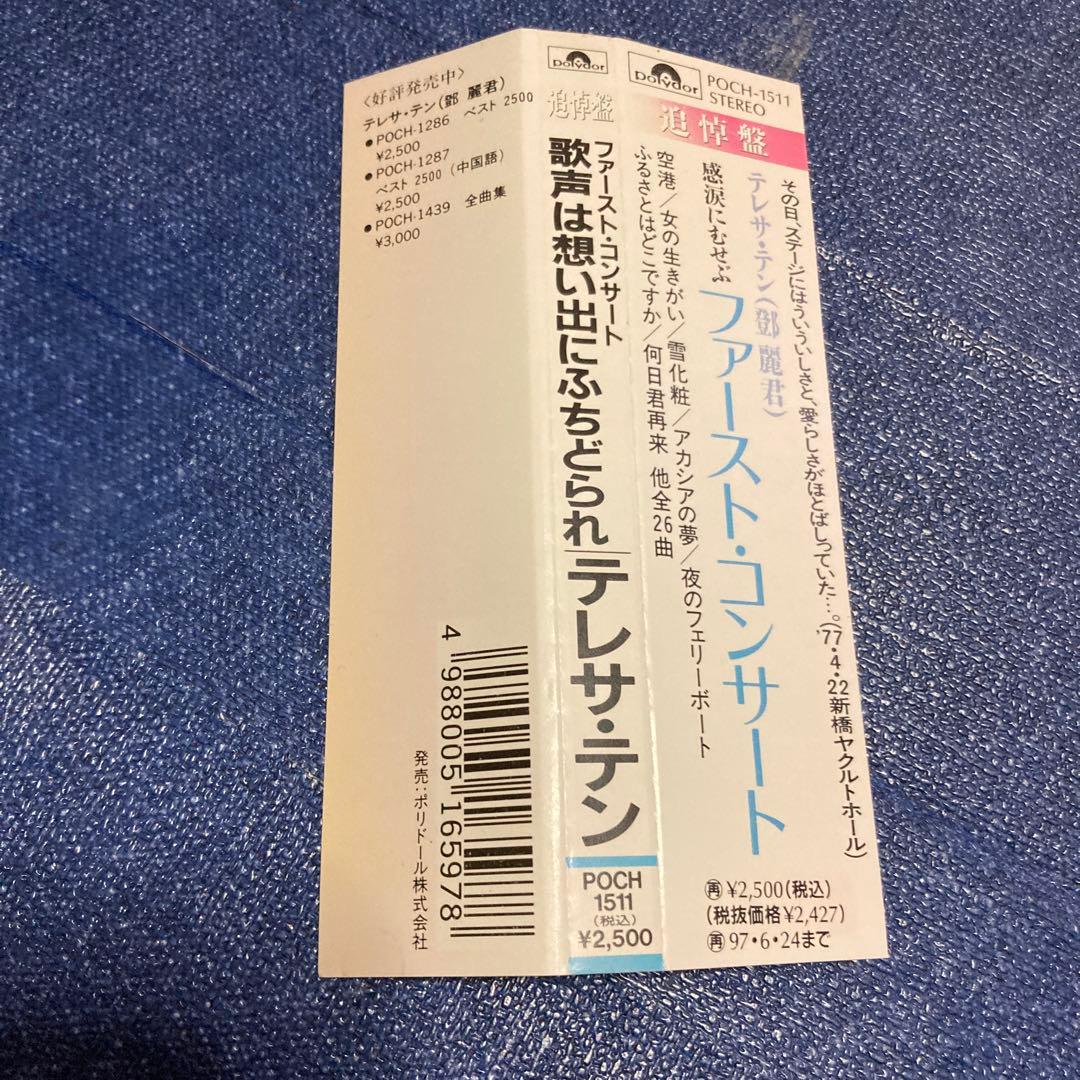 Polydor
POCH-1511
STEREO
追悼盤
その日、ステージにはういういしさと、愛らしさがほとばしっていた…。('77・4・22新橋ヤクルトホール)
テレサ・テン(鄧 麗君)
ファースト・コンサート
感涙にむせぶ
空港/女の生きがい/雪化粧/アカシアの夢/夜のフェリーボート
ふるさとはどこですか/何日君再来 他全26曲
再 ¥2,500(税込)
(税抜価格¥2,427)
再 97・6・24まで
Polydor
追悼盤
ファースト・コンサート
歌声は想い出にふちどられ
テレサ・テン
POCH
1511
(税込)
¥2,500
〈好評発売中〉
テレサ・テン(鄧 麗君)
●POCH-1286 ベスト 2500
¥2,500
●POCH-1287
ベスト 2500(中国語)
¥2,500
●POCH-1439 全曲集
¥3,000
4 988005 165978
発売:ポリドール株式会社